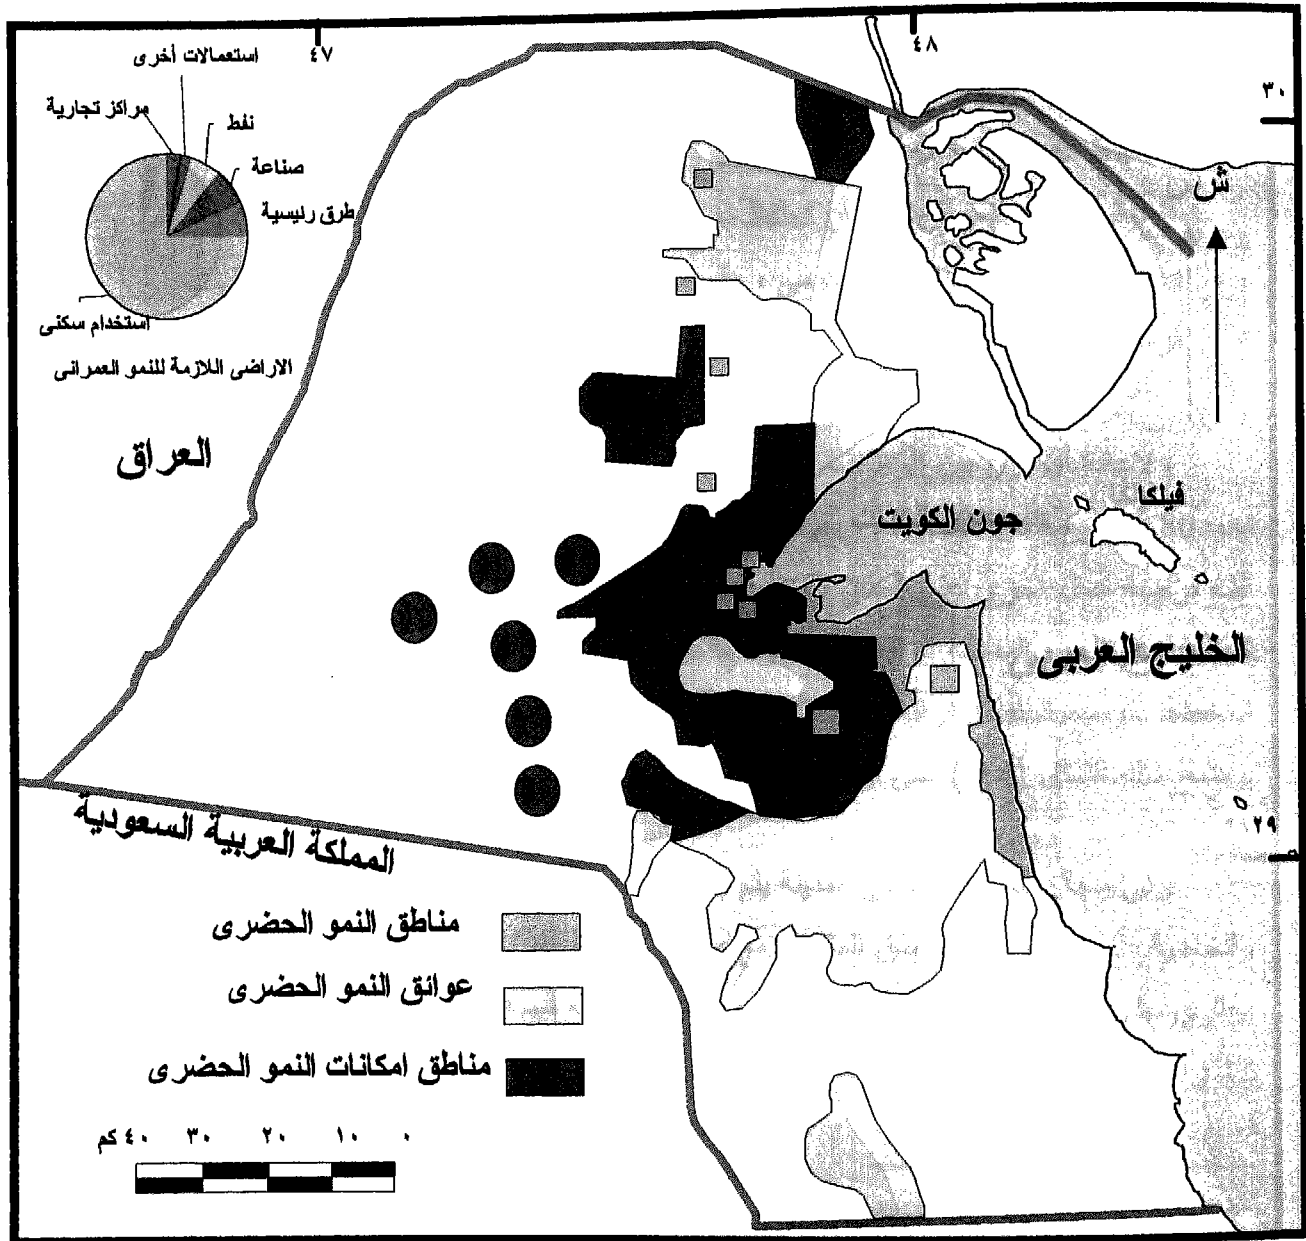 ٤٧
٤٨
٣٠
استعمالات أخرى
مراكز تجارية
نفط
صناعة
طرق رئيسية
استخدام سكنى
الاراضى اللازمة للنمو العمرانى
ش
العراق
فيلكا
جون الكويت
الخليج العربى
٢٩
المملكة العربية السعودية
مناطق النمو الحضرى
عوائق النمو الحضرى
مناطق امكانات النمو الحضرى
٠ ١٠ ٢٠ ٣٠ ٤٠ كم